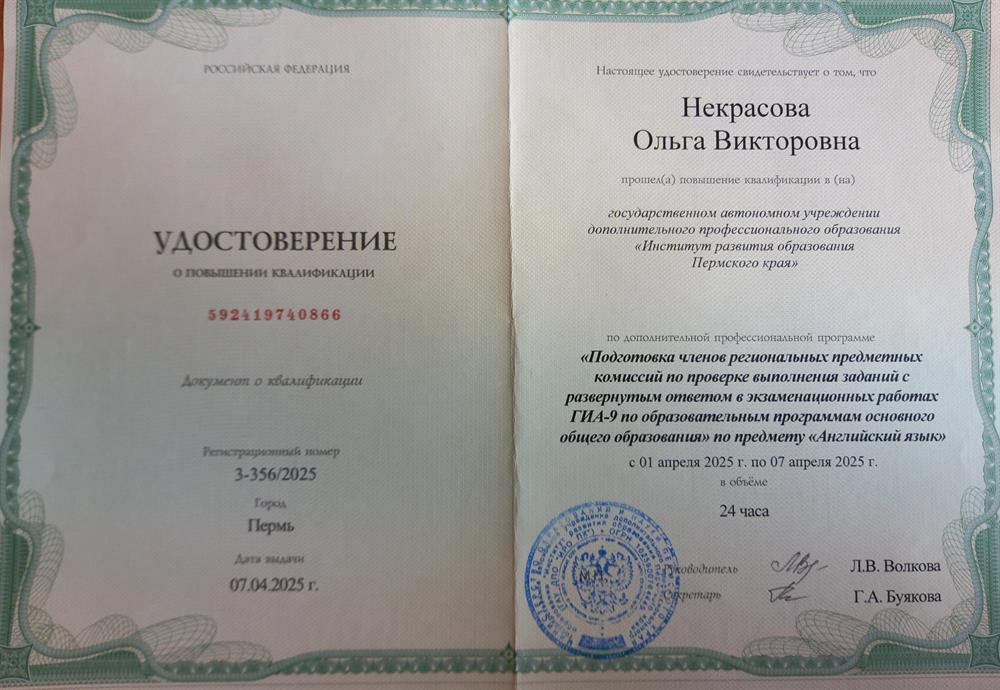 РОССИЙСКАЯ ФЕДЕРАЦИЯ
УДОСТОВЕРЕНИЕ
О ПОВЫШЕНИИ КВАЛИФИКАЦИИ
592419740866
Документ о квалификации
Регистрационный номер
3-356/2025
Город
Пермь
Дата выдачи
07.04.2025 г.
Настоящее удостоверение свидетельствует о том, что
Некрасова
Ольга Викторовна
прошел(а) повышение квалификации в (на)
государственном автономном учреждении
дополнительного профессионального образования
«Институт развития образования
Пермского края»
по дополнительной профессиональной программе
«Подготовка членов региональных предметных
комиссий по проверке выполнения заданий с
развернутым ответом в экзаменационных работах
ГИА-9 по образовательным программам основного
общего образования» по предмету «Английский язык»
с 01 апреля 2025 г. по 07 апреля 2025 г.
в объёме
24 часа
М.П.
Руководитель
Л.В. Волкова
Секретарь
Г.А. Буякова